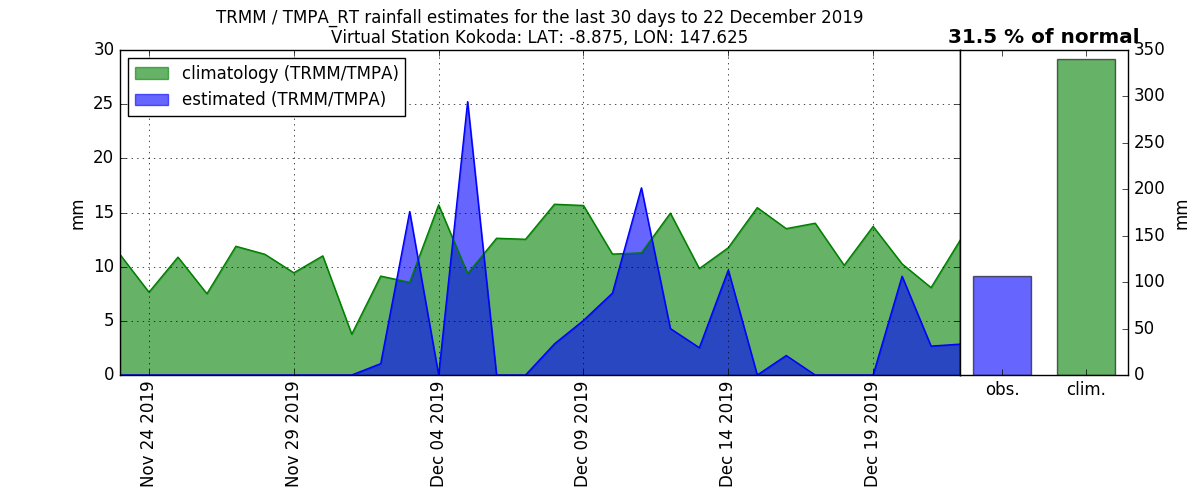 TRMM / TMPA_RT rainfall estimates for the last 30 days to 22 December 2019
Virtual Station Kokoda: LAT: -8.875, LON: 147.625
31.5 % of normal
climatology (TRMM/TMPA)
estimated (TRMM/TMPA)
30
25
20
15
10
5
0
mm
Nov 24 2019
Nov 29 2019
Dec 04 2019
Dec 09 2019
Dec 14 2019
Dec 19 2019
350
300
250
200
150
100
50
0
mm
obs.
clim.